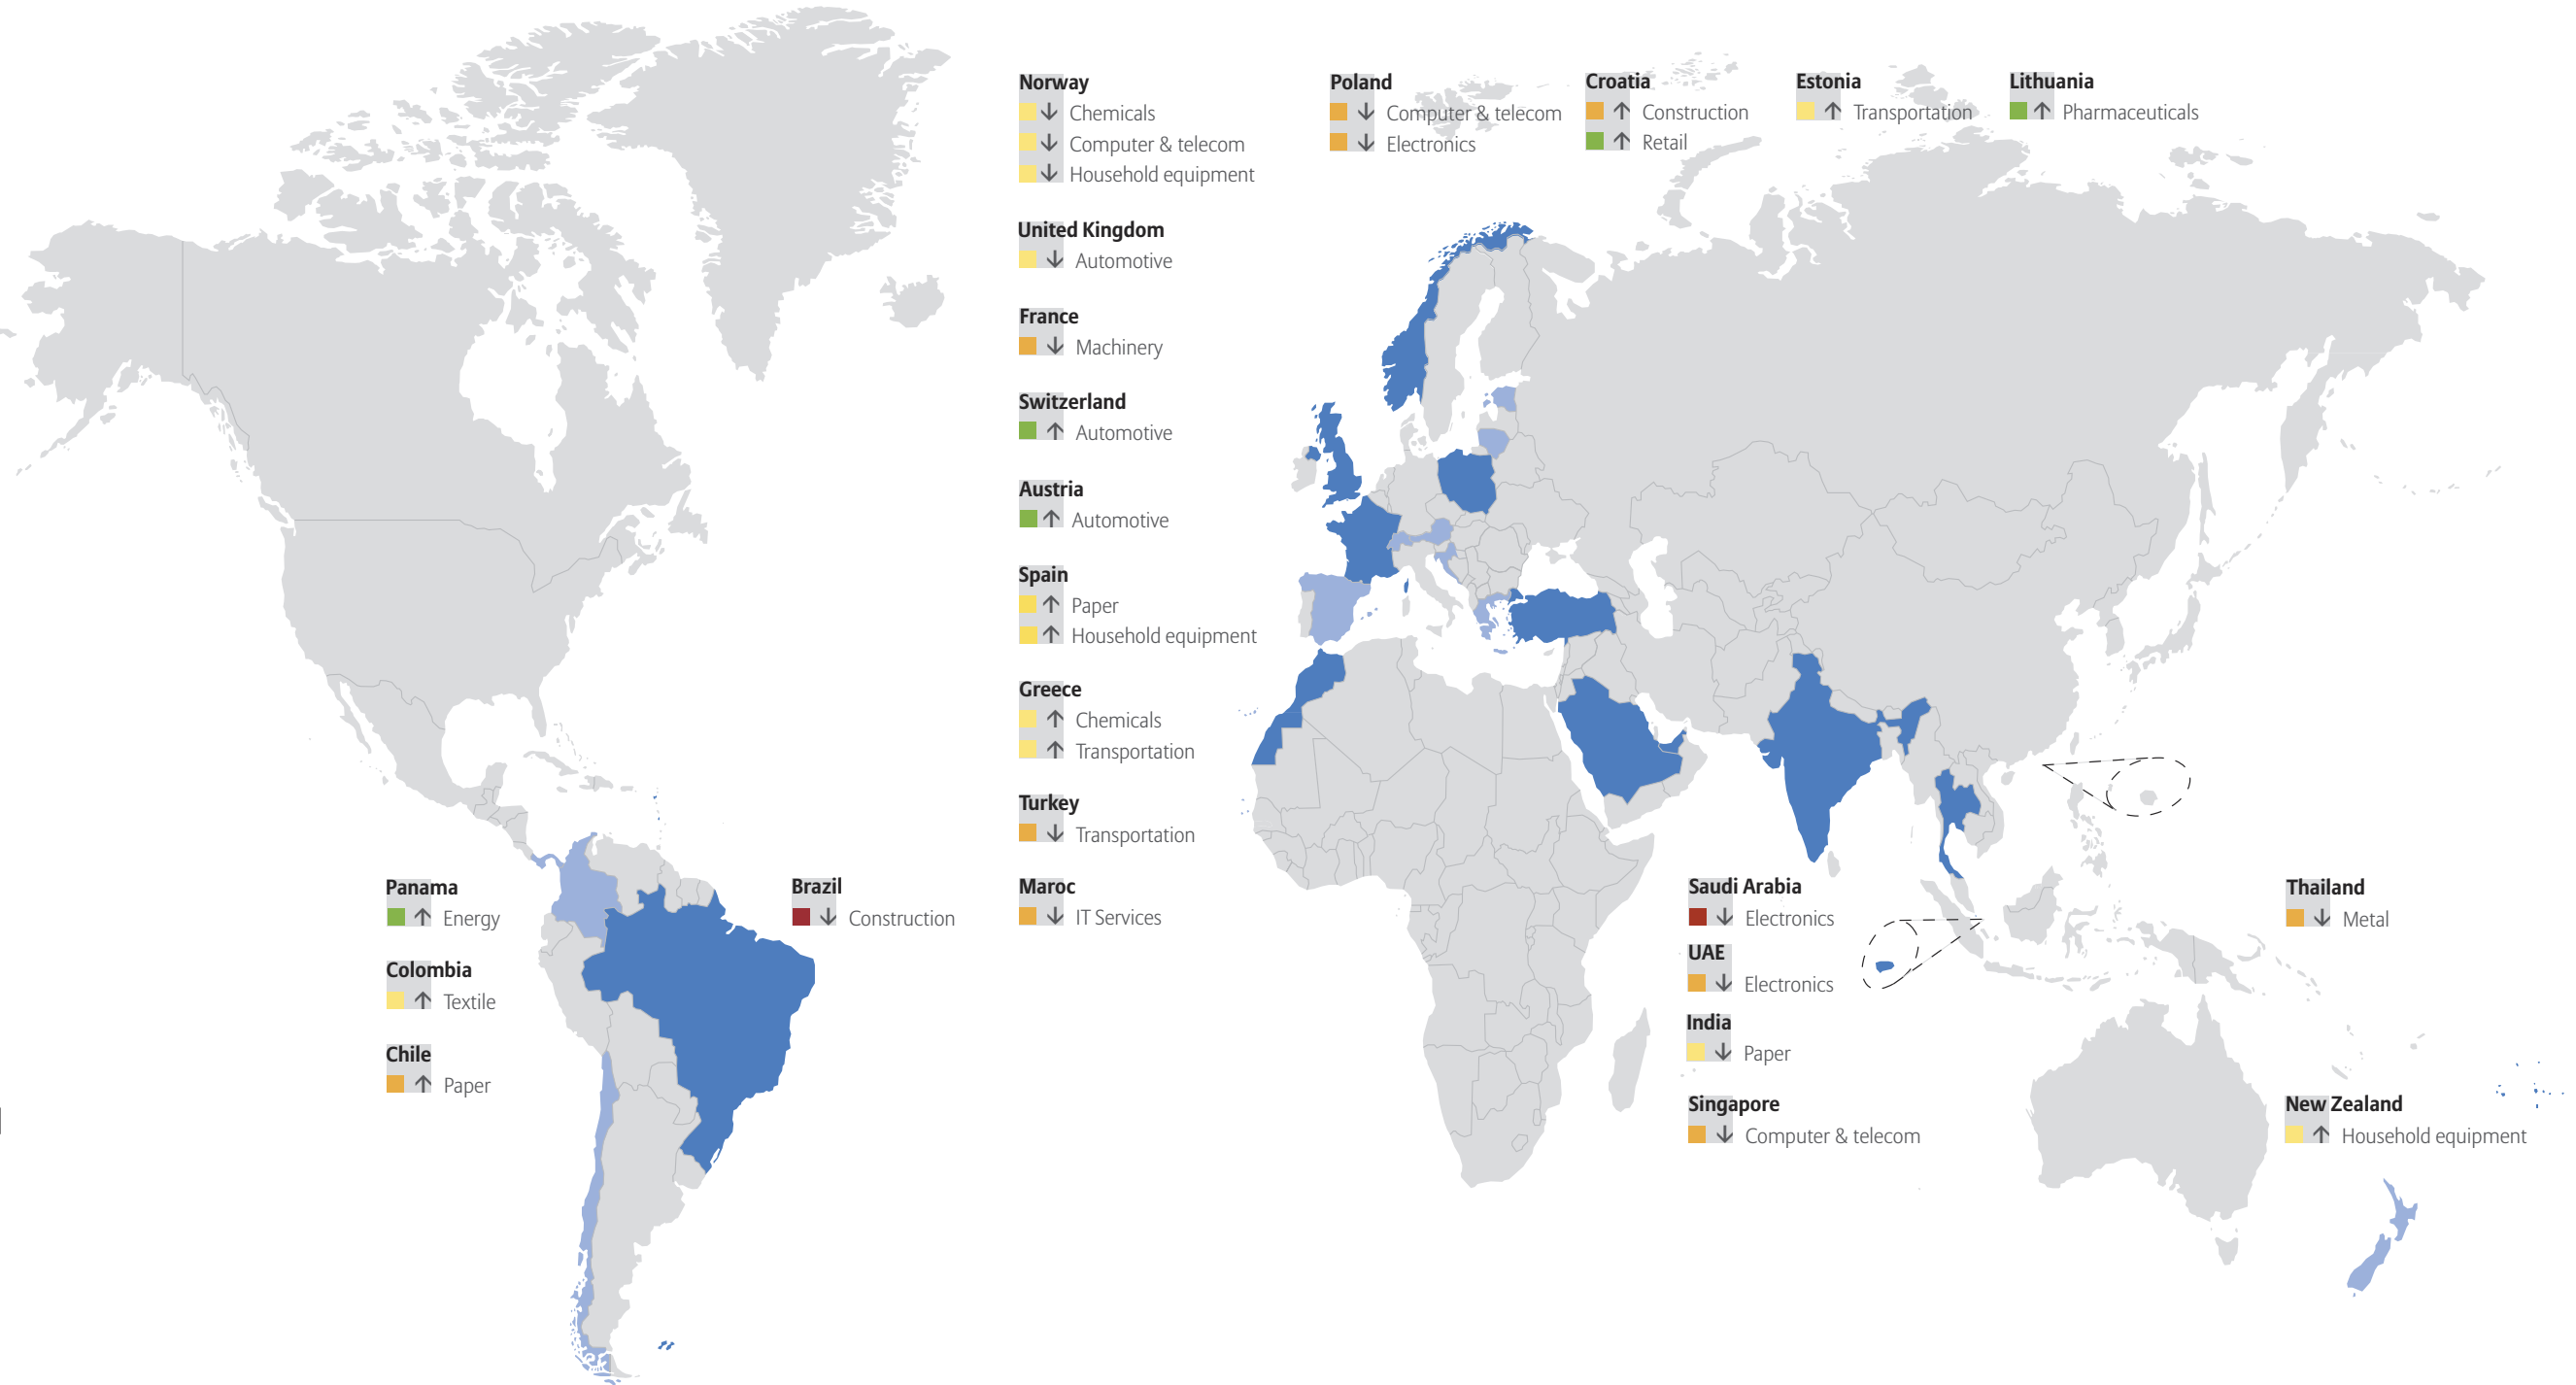 Norway
↓ Chemicals
↓ Computer & telecom
↓ Household equipment
Poland
↓ Computer & telecom
↓ Electronics
Croatia
↑ Construction
↑ Retail
Estonia
↑ Transportation
Lithuania
↑ Pharmaceuticals
United Kingdom
↓ Automotive
France
↓ Machinery
Switzerland
↑ Automotive
Austria
↑ Automotive
Spain
↑ Paper
↑ Household equipment
Greece
↑ Chemicals
↑ Transportation
Turkey
↓ Transportation
Maroc
↓ IT Services
Panama
↑ Energy
Colombia
↑ Textile
Chile
↑ Paper
Brazil
↓ Construction
Saudi Arabia
↓ Electronics
UAE
↓ Electronics
India
↓ Paper
Singapore
↓ Computer & telecom
Thailand
↓ Metal
New Zealand
↑ Household equipment